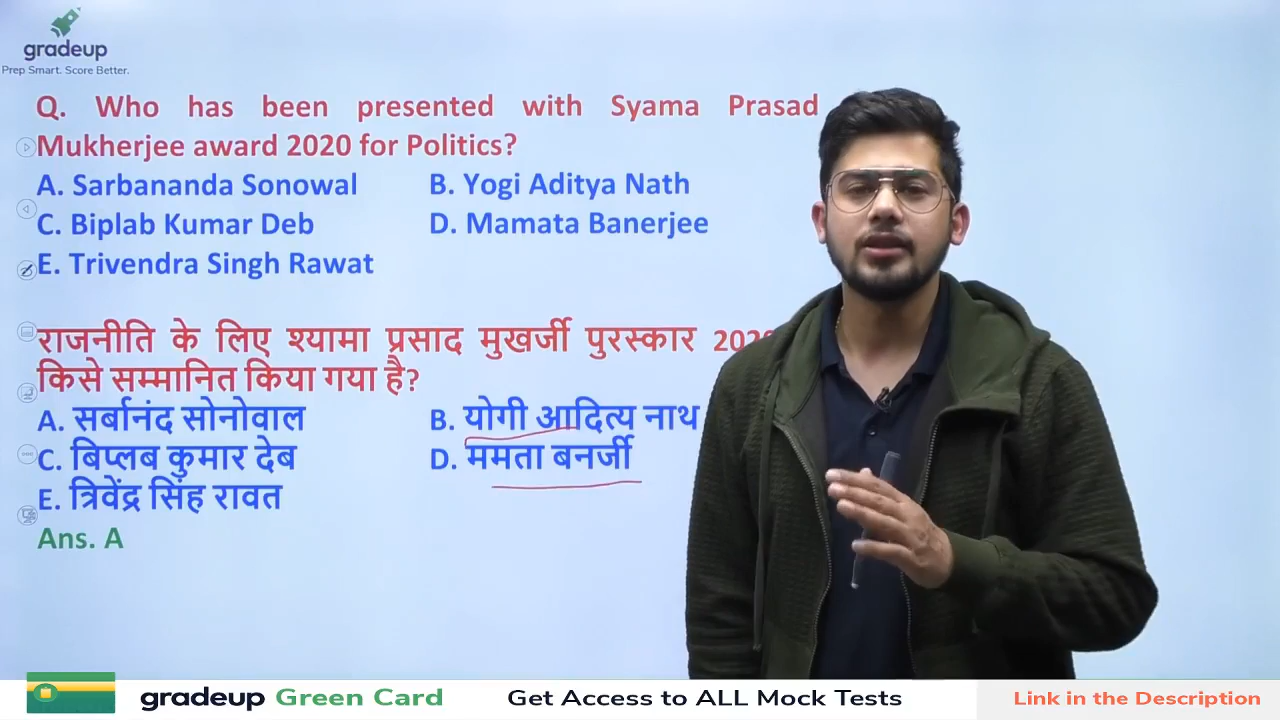 gradeup
Prep Smart. Score Better.
Q. Who has been presented with Syama Prasad
Mukherjee award 2020 for Politics?
A. Sarbananda Sonowal B. Yogi Aditya Nath
C. Biplab Kumar Deb D. Mamata Banerjee
E. Trivendra Singh Rawat
राजनीति के लिए श्यामा प्रसाद मुखर्जी पुरस्कार
किसे सम्मानित किया गया है?
A. सर्बानंद सोनोवाल B. योगी आदित्य नाथ
C. बिप्लब कुमार देब D. ममता बनर्जी
E. त्रिवेंद्र सिंह रावत
Ans. A
gradeup Green Card Get Access to ALL Mock Tests Link in the Description